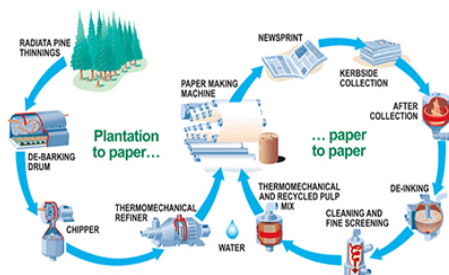 RADIATA PINE
THINNINGS
DE-BARKING
DRUM
CHIPPER
THERMOMECHANICAL
REFINER
Plantation
to paper...
PAPER MAKING
MACHINE
NEWSPRINT
KERBSIDE
COLLECTION
AFTER
COLLECTION
... paper
to paper
DE-INKING
CLEANING AND
FINE SCREENING
THERMOMECHANICAL
AND RECYCLED PULP
MIX
WATER